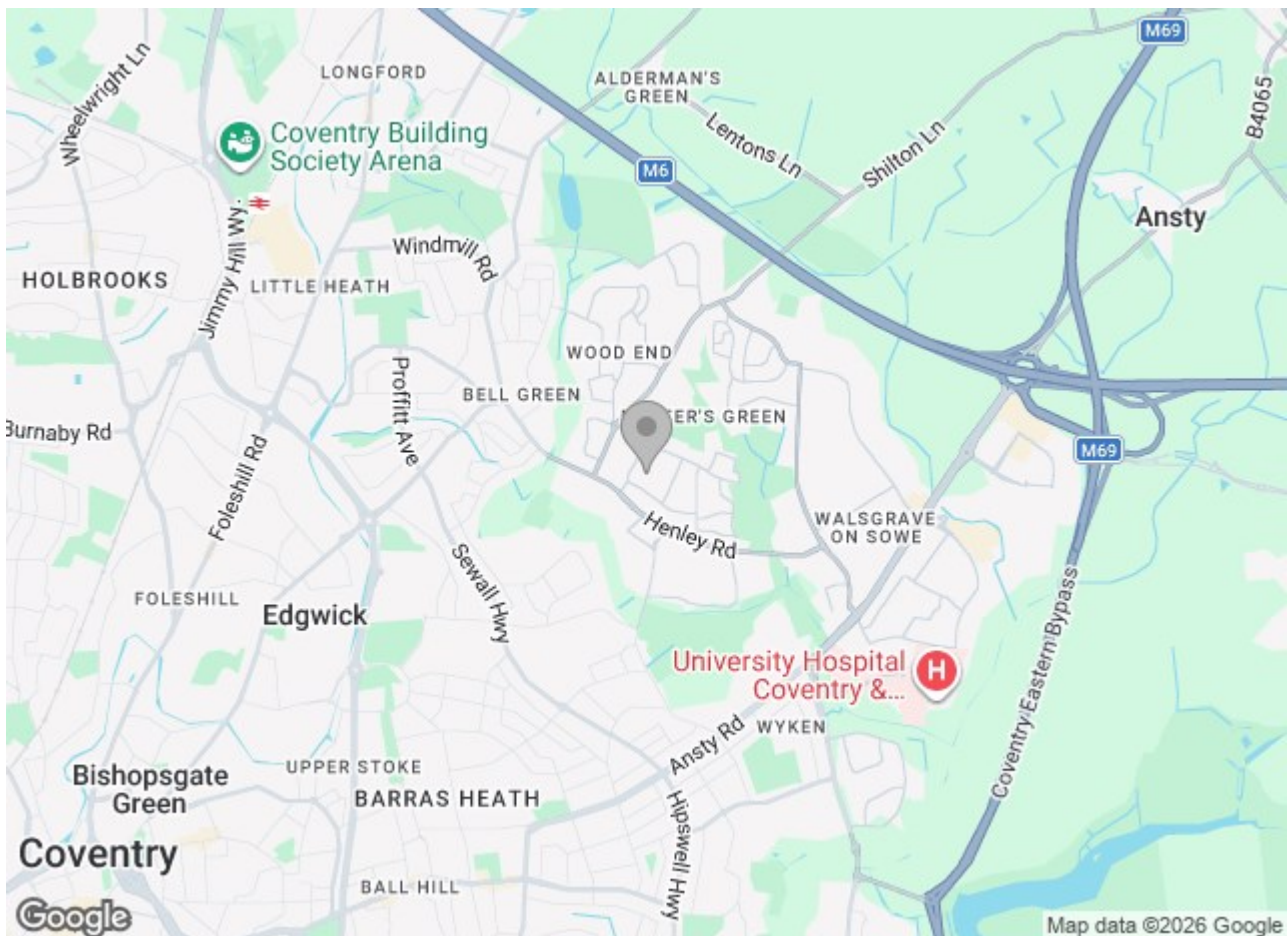 M69
LONGFORD
ALDERMAN'S
GREEN
Wheelwright Ln
Coventry Building
Society Arena
Lentons Ln
Shilton Ln
B4065
M6
Ansty
Windmill Rd
HOLBROOKS
Jimmy Hill Wy.
LITTLE HEATH
WOOD END
Proffitt Ave
BELL GREEN
ER'S GREEN
Burnaby Rd
M69
Foleshill Rd
Henley Rd
WALSGRAVE
ON SOWE
Sewall Hwy
FOLESHILL
Edgwick
Coventry Eastern Bypass
University Hospital
Coventry &...
H
WYKEN
Ansty Rd
UPPER STOKE
Bishopsgate
Green
BARRAS HEATH
Hipswell Hwy
Coventry
BALL HILL
Google
Map data ©2026 Google